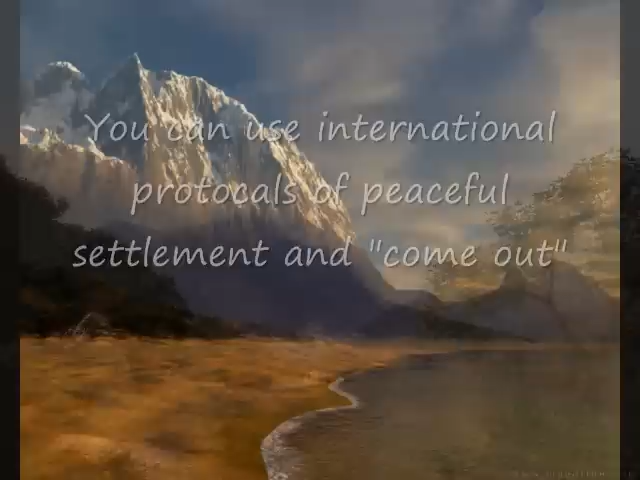 You can use international
protocals of peaceful
settlement and "come out"